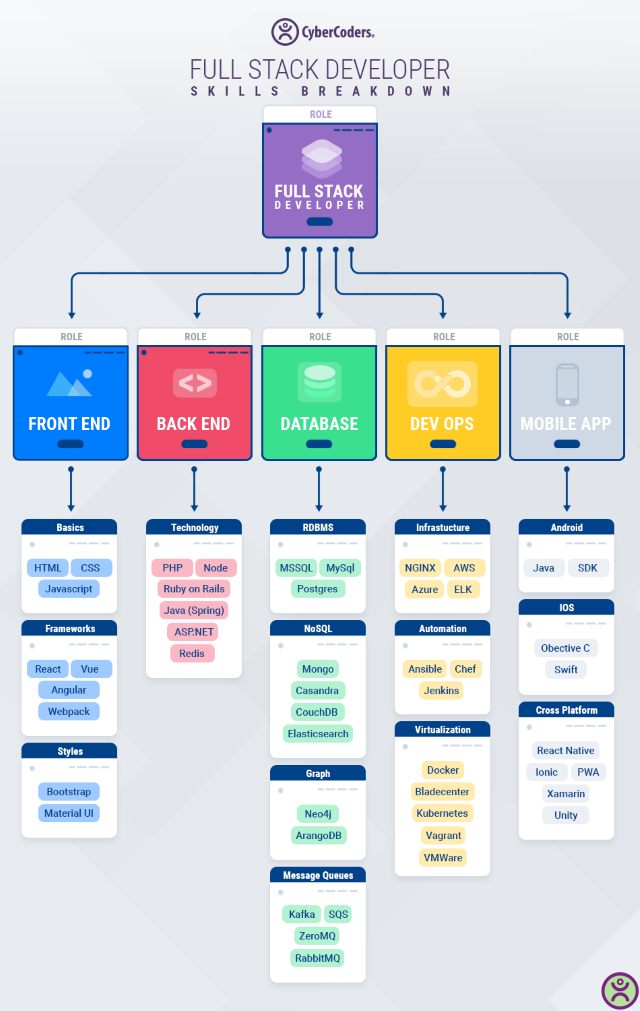 CyberCoders®
FULL STACK DEVELOPER
SKILLS BREAKDOWN
ROLE
FULL STACK
DEVELOPER
ROLE
FRONT END
ROLE
BACK END
ROLE
DATABASE
ROLE
DEV OPS
ROLE
MOBILE APP
Basics
HTML CSS
Javascript
Frameworks
React Vue
Angular
Webpack
Styles
Bootstrap
Material UI
Technology
PHP Node
Ruby on Rails
Java (Spring)
ASP.NET
Redis
RDBMS
MSSQL MySql
Postgres
NoSQL
Mongo
Casandra
CouchDB
Elasticsearch
Graph
Neo4j
ArangoDB
Message Queues
Kafka SQS
ZeroMQ
RabbitMQ
Infrastucture
NGINX AWS
Azure ELK
Automation
Ansible Chef
Jenkins
Virtualization
Docker
Bladecenter
Kubernetes
Vagrant
VMWare
Android
Java SDK
IOS
Obective C
Swift
Cross Platform
React Native
Ionic PWA
Xamarin
Unity